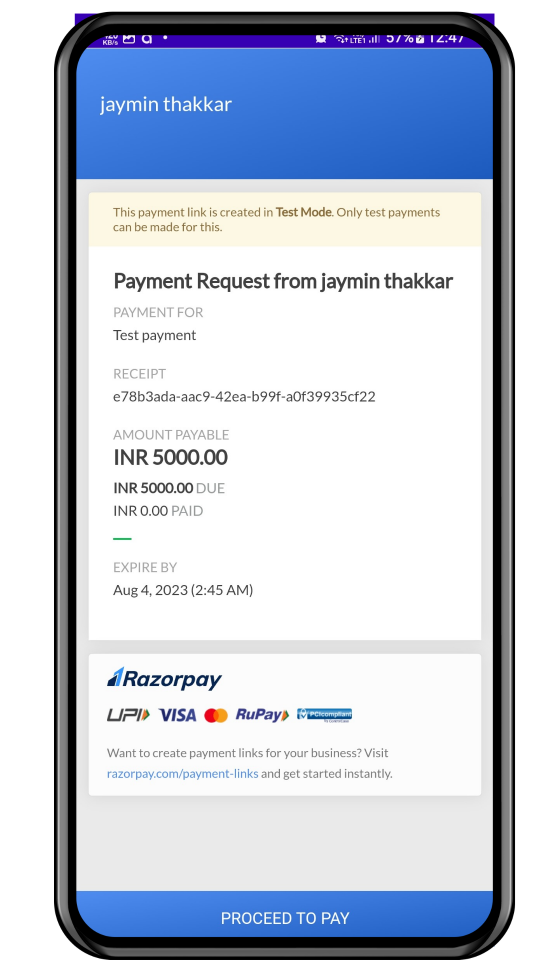 KB/s a LTE1 57% 12:47
jaymin thakkar
This payment link is created in Test Mode. Only test payments
can be made for this.
Payment Request from jaymin thakkar
PAYMENT FOR
Test payment
RECEIPT
e78b3ada-aac9-42ea-b99f-a0f39935cf22
AMOUNT PAYABLE
INR 5000.00
INR 5000.00 DUE
INR 0.00 PAID
EXPIRE BY
Aug 4, 2023 (2:45 AM)
Razorpay
UPI VISA RuPay PCIcompliant
Want to create payment links for your business? Visit
razorpay.com/payment-links and get started instantly.
PROCEED TO PAY